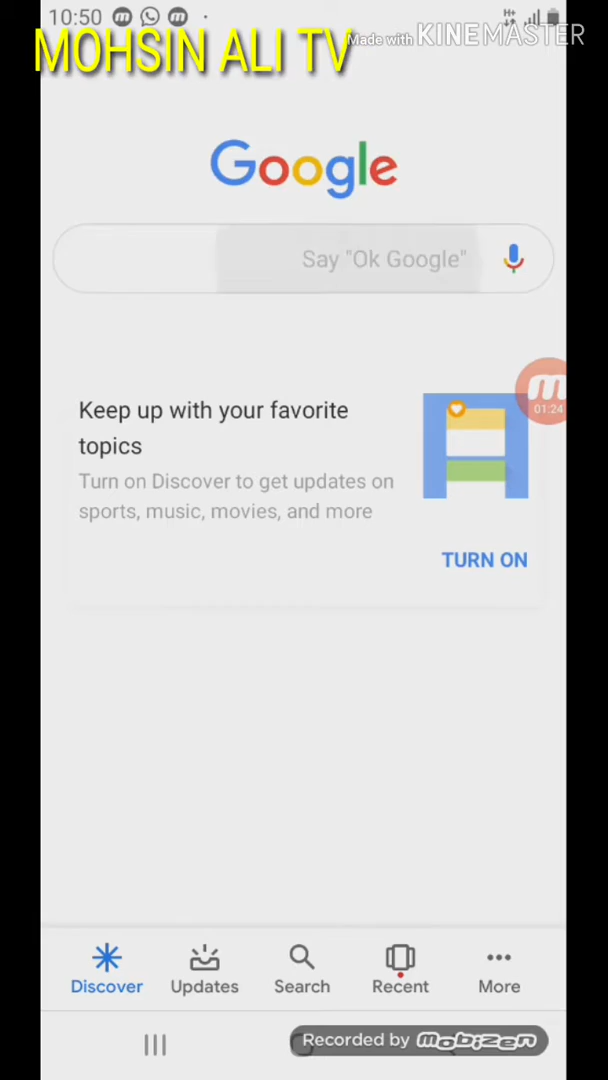 10:50
H+
MOHSIN ALI TV
Made with KINEMASTER
Google
Say "Ok Google"
01:24
Keep up with your favorite
topics
Turn on Discover to get updates on
sports, music, movies, and more
TURN ON
Discover
Updates
Search
Recent
More
Recorded by mobizen